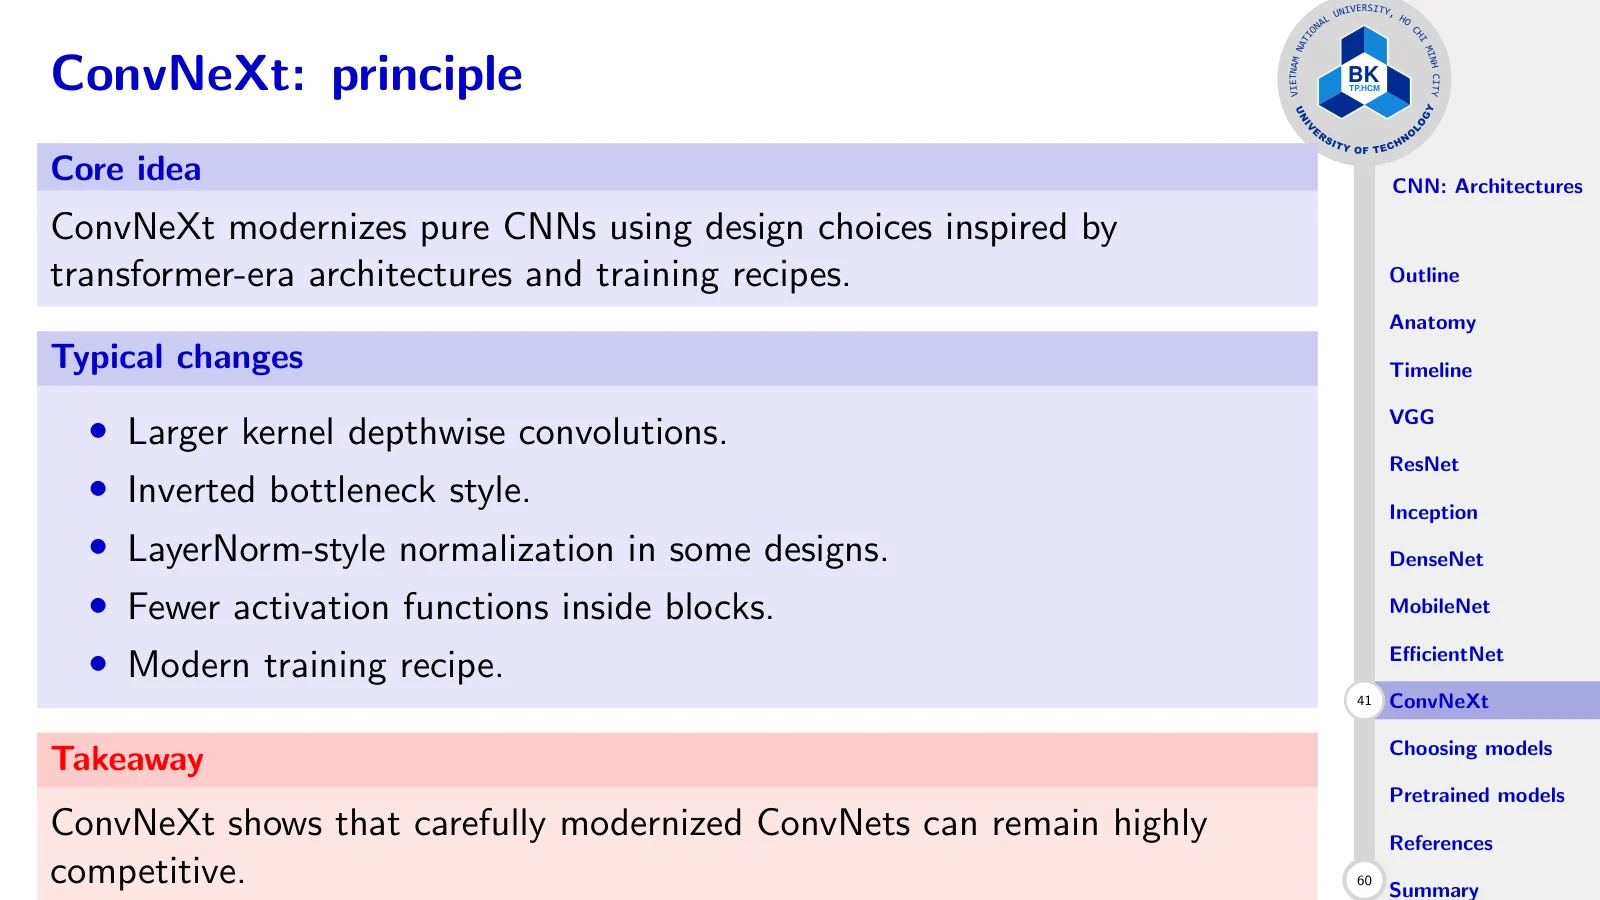 ConvNeXt: principle
Core idea
ConvNeXt modernizes pure CNNs using design choices inspired by
transformer-era architectures and training recipes.
Typical changes
• Larger kernel depthwise convolutions.
• Inverted bottleneck style.
• LayerNorm-style normalization in some designs.
• Fewer activation functions inside blocks.
• Modern training recipe.
Takeaway
ConvNeXt shows that carefully modernized ConvNets can remain highly
competitive.
VIETNAM NATIONAL UNIVERSITY, HO CHI MINH CITY
BK
TP.HCM
UNIVERSITY OF TECHNOLOGY
CNN: Architectures
Outline
Anatomy
Timeline
VGG
ResNet
Inception
DenseNet
MobileNet
EfficientNet
41 ConvNeXt
Choosing models
Pretrained models
References
60
Summary